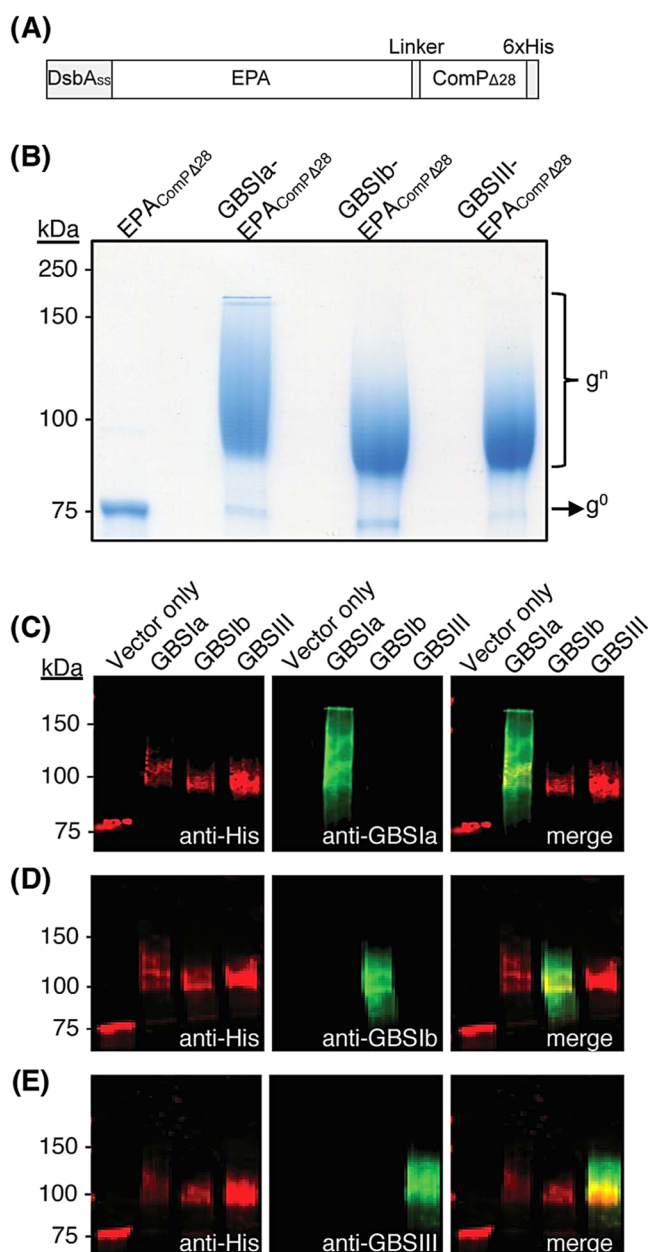 (A)
Linker 6xHis
DsbAss EPA ComPΔ28
(B)
EPAComPΔ28
GBSIa-
EPAComPΔ28
GBSIb-
EPAComPΔ28
GBSIII-
EPAComPΔ28
kDa
250
150
100
75
gⁿ
g⁰
(C)
Vector only GBSIa GBSIb GBSIII Vector only GBSIa GBSIb GBSIII Vector only GBSIa GBSIb GBSIII
kDa
150
100
75
anti-His anti-GBSIa merge
(D)
150
100
75
anti-His anti-GBSIb merge
(E)
150
100
75
anti-His anti-GBSIII merge